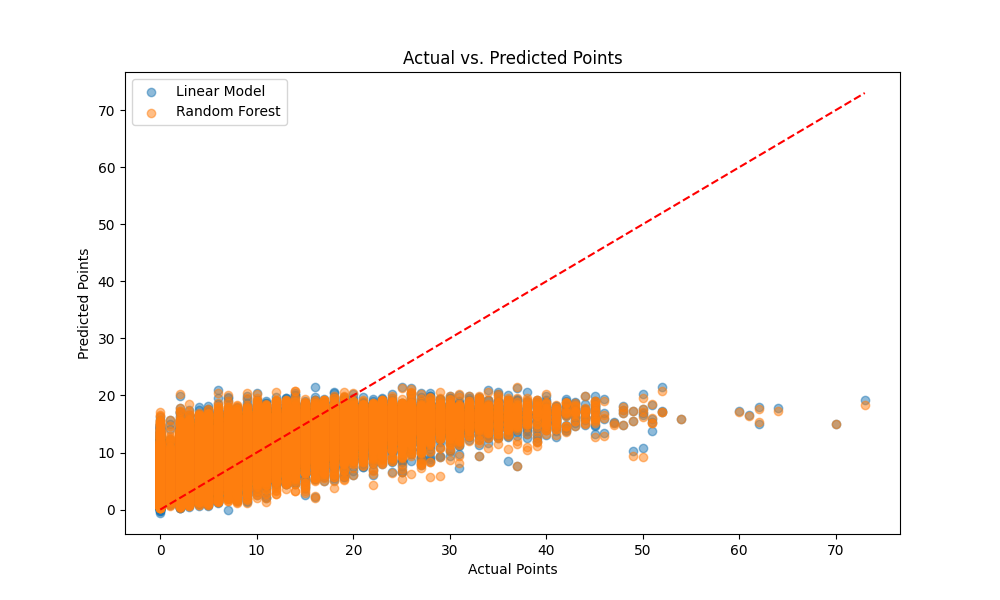 Actual vs. Predicted Points
Linear Model
Random Forest
70
60
50
40
30
20
10
0
Predicted Points
0 10 20 30 40 50 60 70
Actual Points